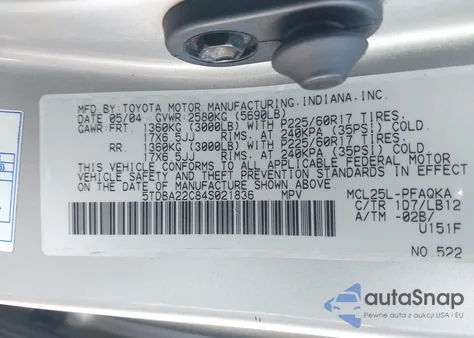 MFD.BY:TOYOTA MOTOR MANUFACTURING.INDIANA,INC.
DATE 05/04 GVWR:2580KG (5690LB)
GAWR:FRT. 1360KG (3000LB) WITH P225/60R17 TIRES,
17X6.5JJ RIMS, AT 240KPA (35PSI) COLD.
RR. 1360KG (3000LB) WITH P225/60R17 TIRES,
17X6.5JJ RIMS, AT 240KPA (35PSI) COLD.
THIS VEHICLE CONFORMS TO ALL APPLICABLE FEDERAL MOTOR
VEHICLE SAFETY AND THEFT PREVENTION STANDARDS IN EFFECT
ON THE DATE OF MANUFACTURE SHOWN ABOVE.
5TDBA22C84S021836 MPV
MCL25L-PFAQKA
C/TR 1D7/LB12
A/TM -02B/
U151F
NO.522
autoSnap
Pewne auta z aukcji USA i EU